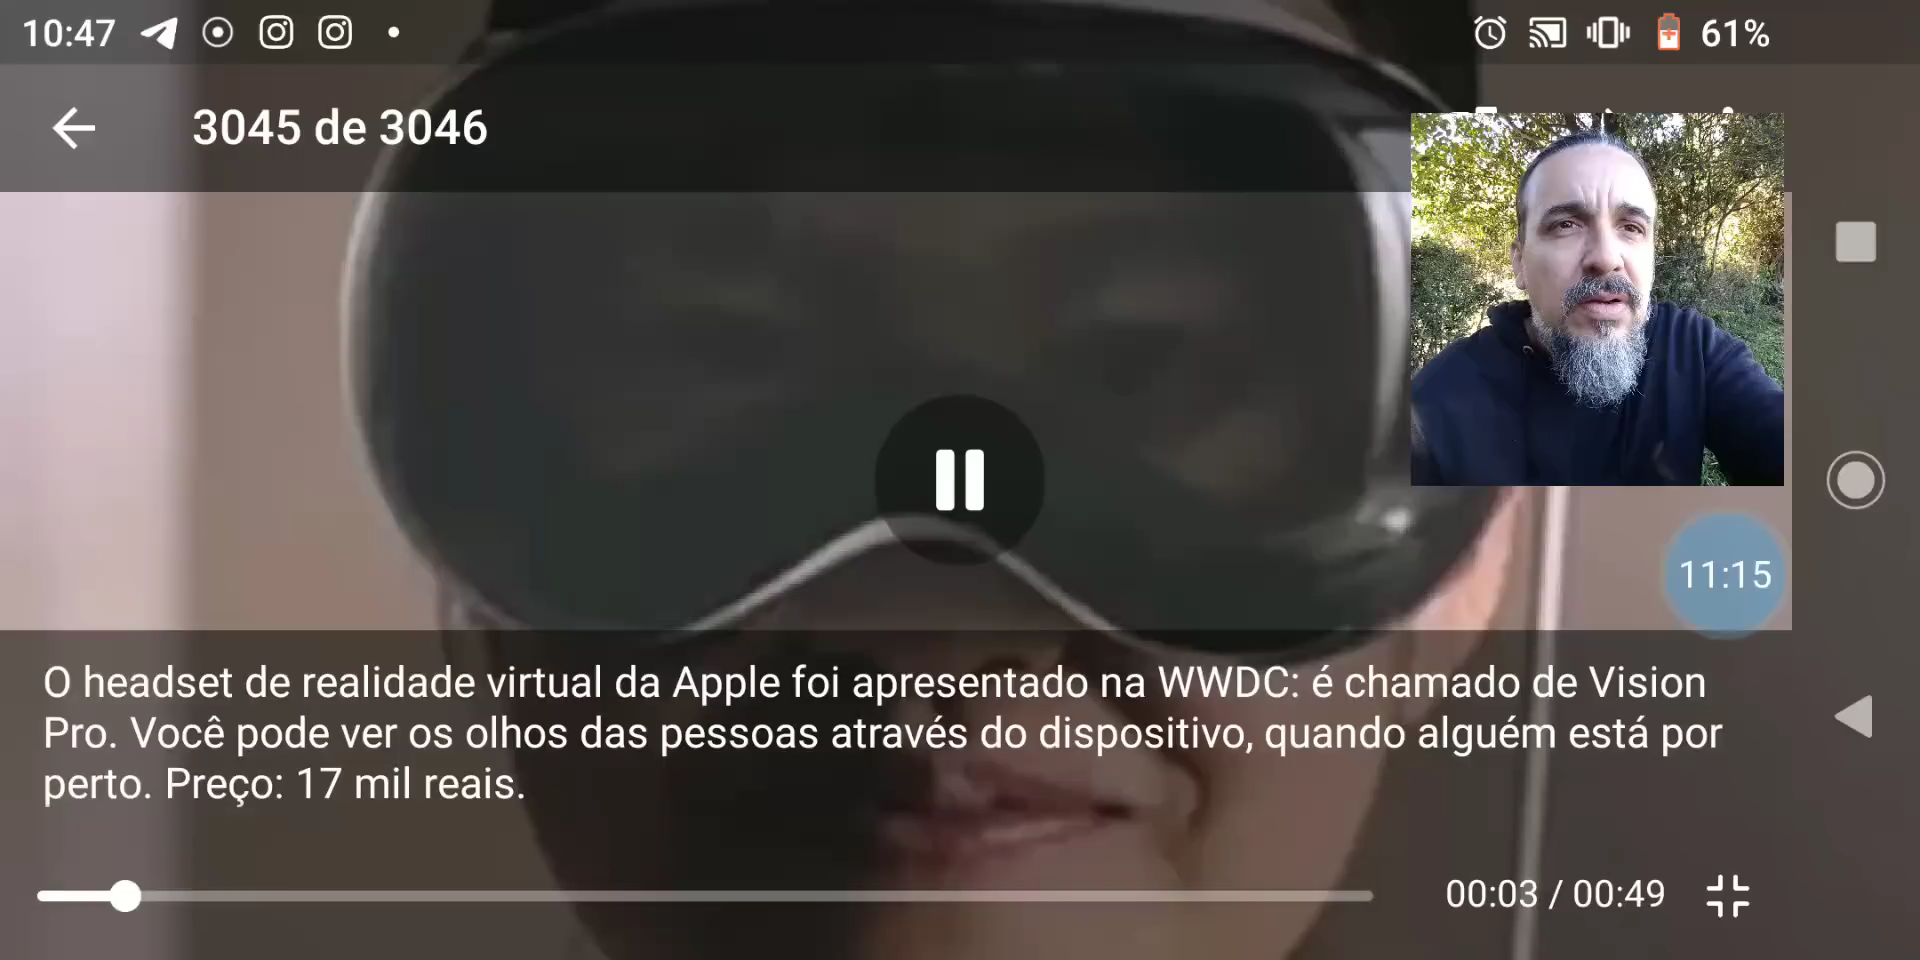 10:47
61%
3045 de 3046
11:15
O headset de realidade virtual da Apple foi apresentado na WWDC: é chamado de Vision
Pro. Você pode ver os olhos das pessoas através do dispositivo, quando alguém está por
perto. Preço: 17 mil reais.
00:03 / 00:49